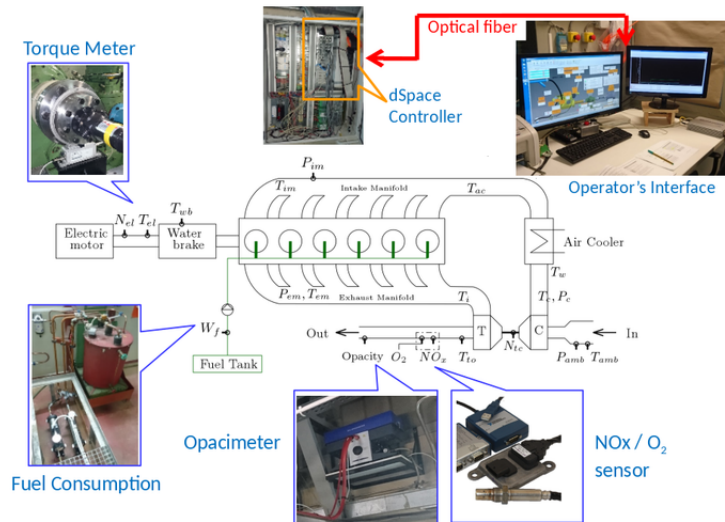 Optical fiber
Torque Meter
dSpace
Controller
Operator's Interface
P_im
T_im
Intake Manifold
T_ac
N_el
T_el
T_wb
Electric
motor
Water
brake
Air Cooler
T_w
P_em, T_em
Exhaust Manifold
T_i
T_c, P_c
W_f
Out
T
N_tc
C
In
Fuel Tank
Opacity
O_2
NO_x
T_to
P_amb
T_amb
Opacimeter
NOx / O_2
sensor
Fuel Consumption